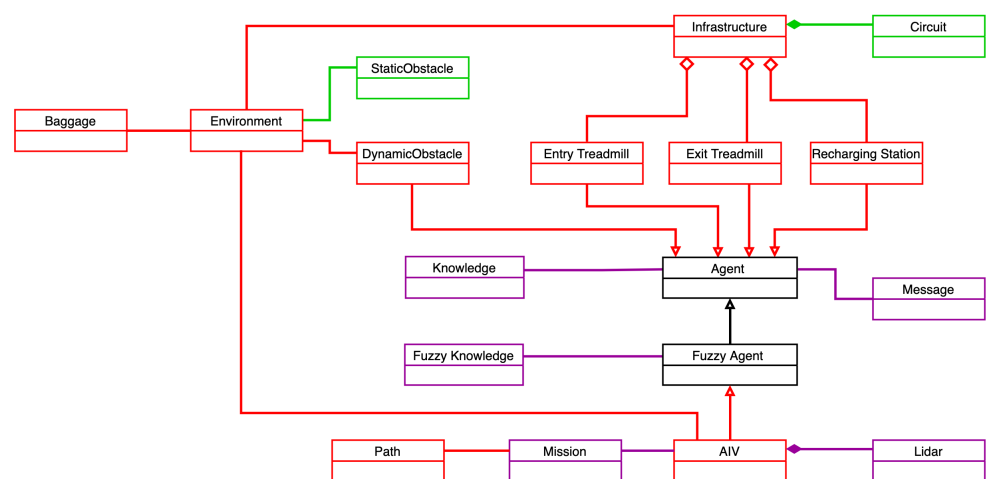 Infrastructure
Circuit
StaticObstacle
Baggage
Environment
DynamicObstacle
Entry Treadmill
Exit Treadmill
Recharging Station
Knowledge
Agent
Message
Fuzzy Knowledge
Fuzzy Agent
Path
Mission
AIV
Lidar